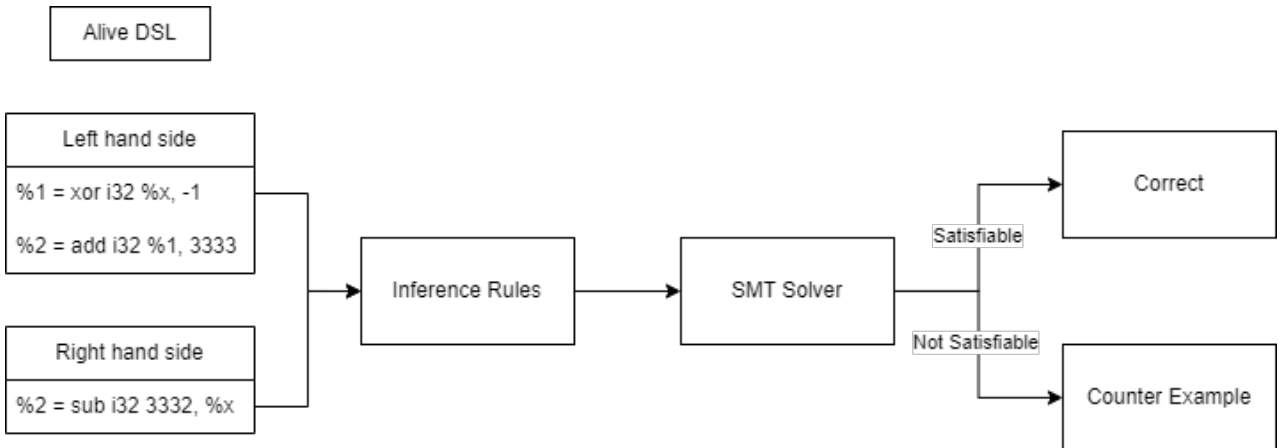 Alive DSL
Left hand side
%1 = xor i32 %x, -1
%2 = add i32 %1, 3333
Right hand side
%2 = sub i32 3332, %x
Inference Rules
SMT Solver
Satisfiable
Not Satisfiable
Correct
Counter Example